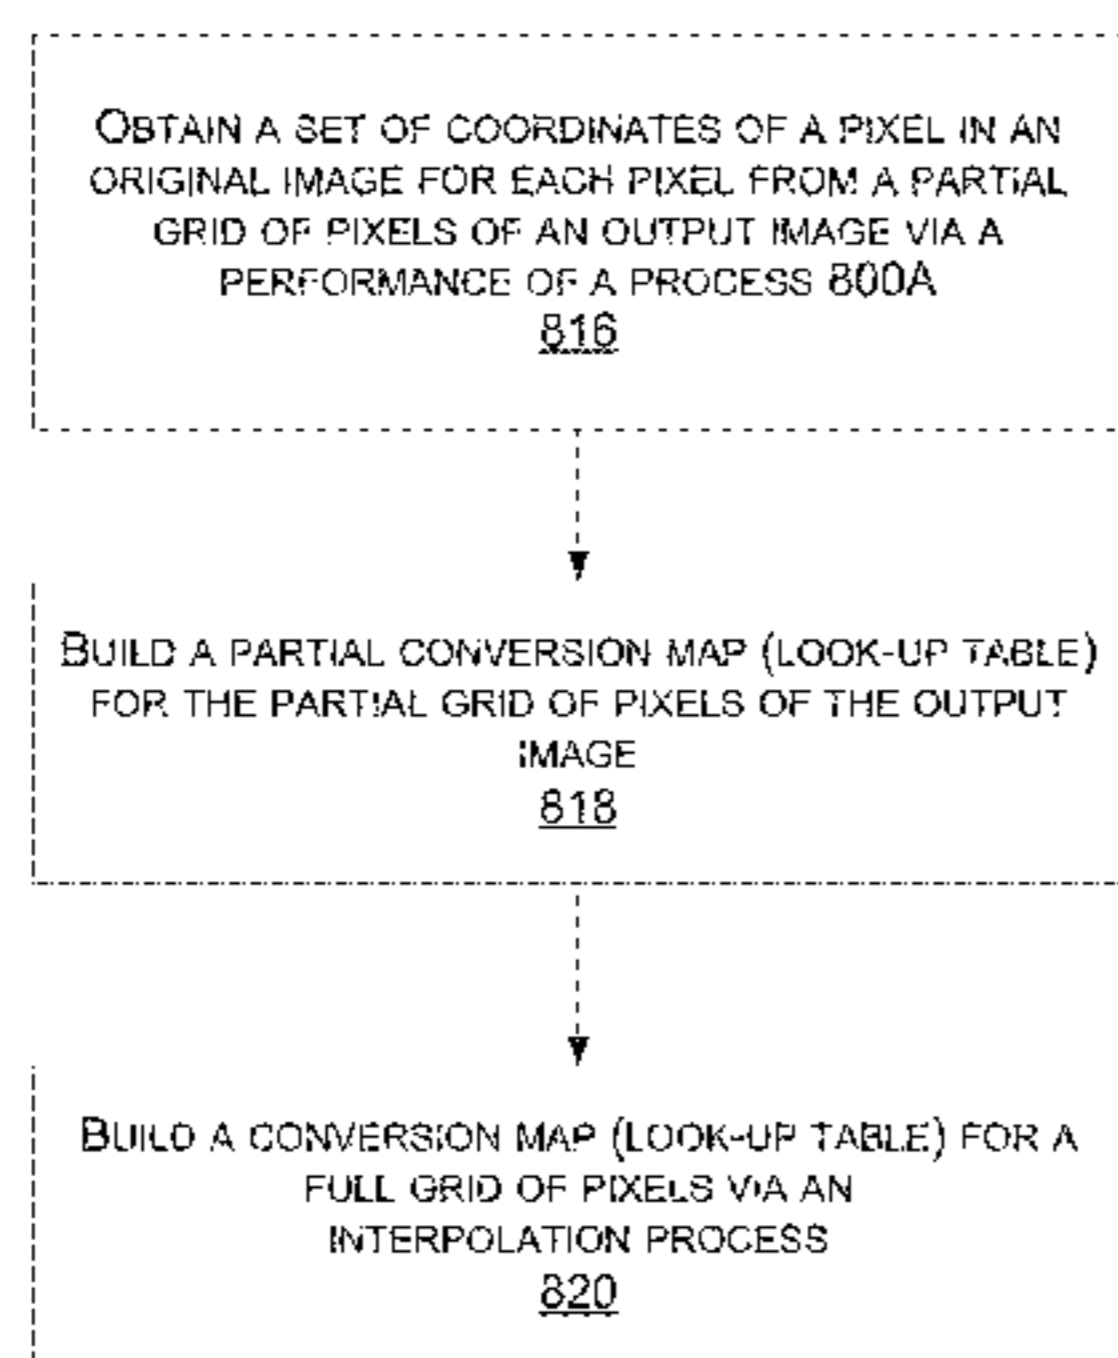 OBTAIN A SET OF COORDINATES OF A PIXEL IN AN
ORIGINAL IMAGE FOR EACH PIXEL FROM A PARTIAL
GRID OF PIXELS OF AN OUTPUT IMAGE VIA A
PERFORMANCE OF A PROCESS 800A
816
BUILD A PARTIAL CONVERSION MAP (LOOK-UP TABLE)
FOR THE PARTIAL GRID OF PIXELS OF THE OUTPUT
IMAGE
818
BUILD A CONVERSION MAP (LOOK-UP TABLE) FOR A
FULL GRID OF PIXELS VIA AN
INTERPOLATION PROCESS
820